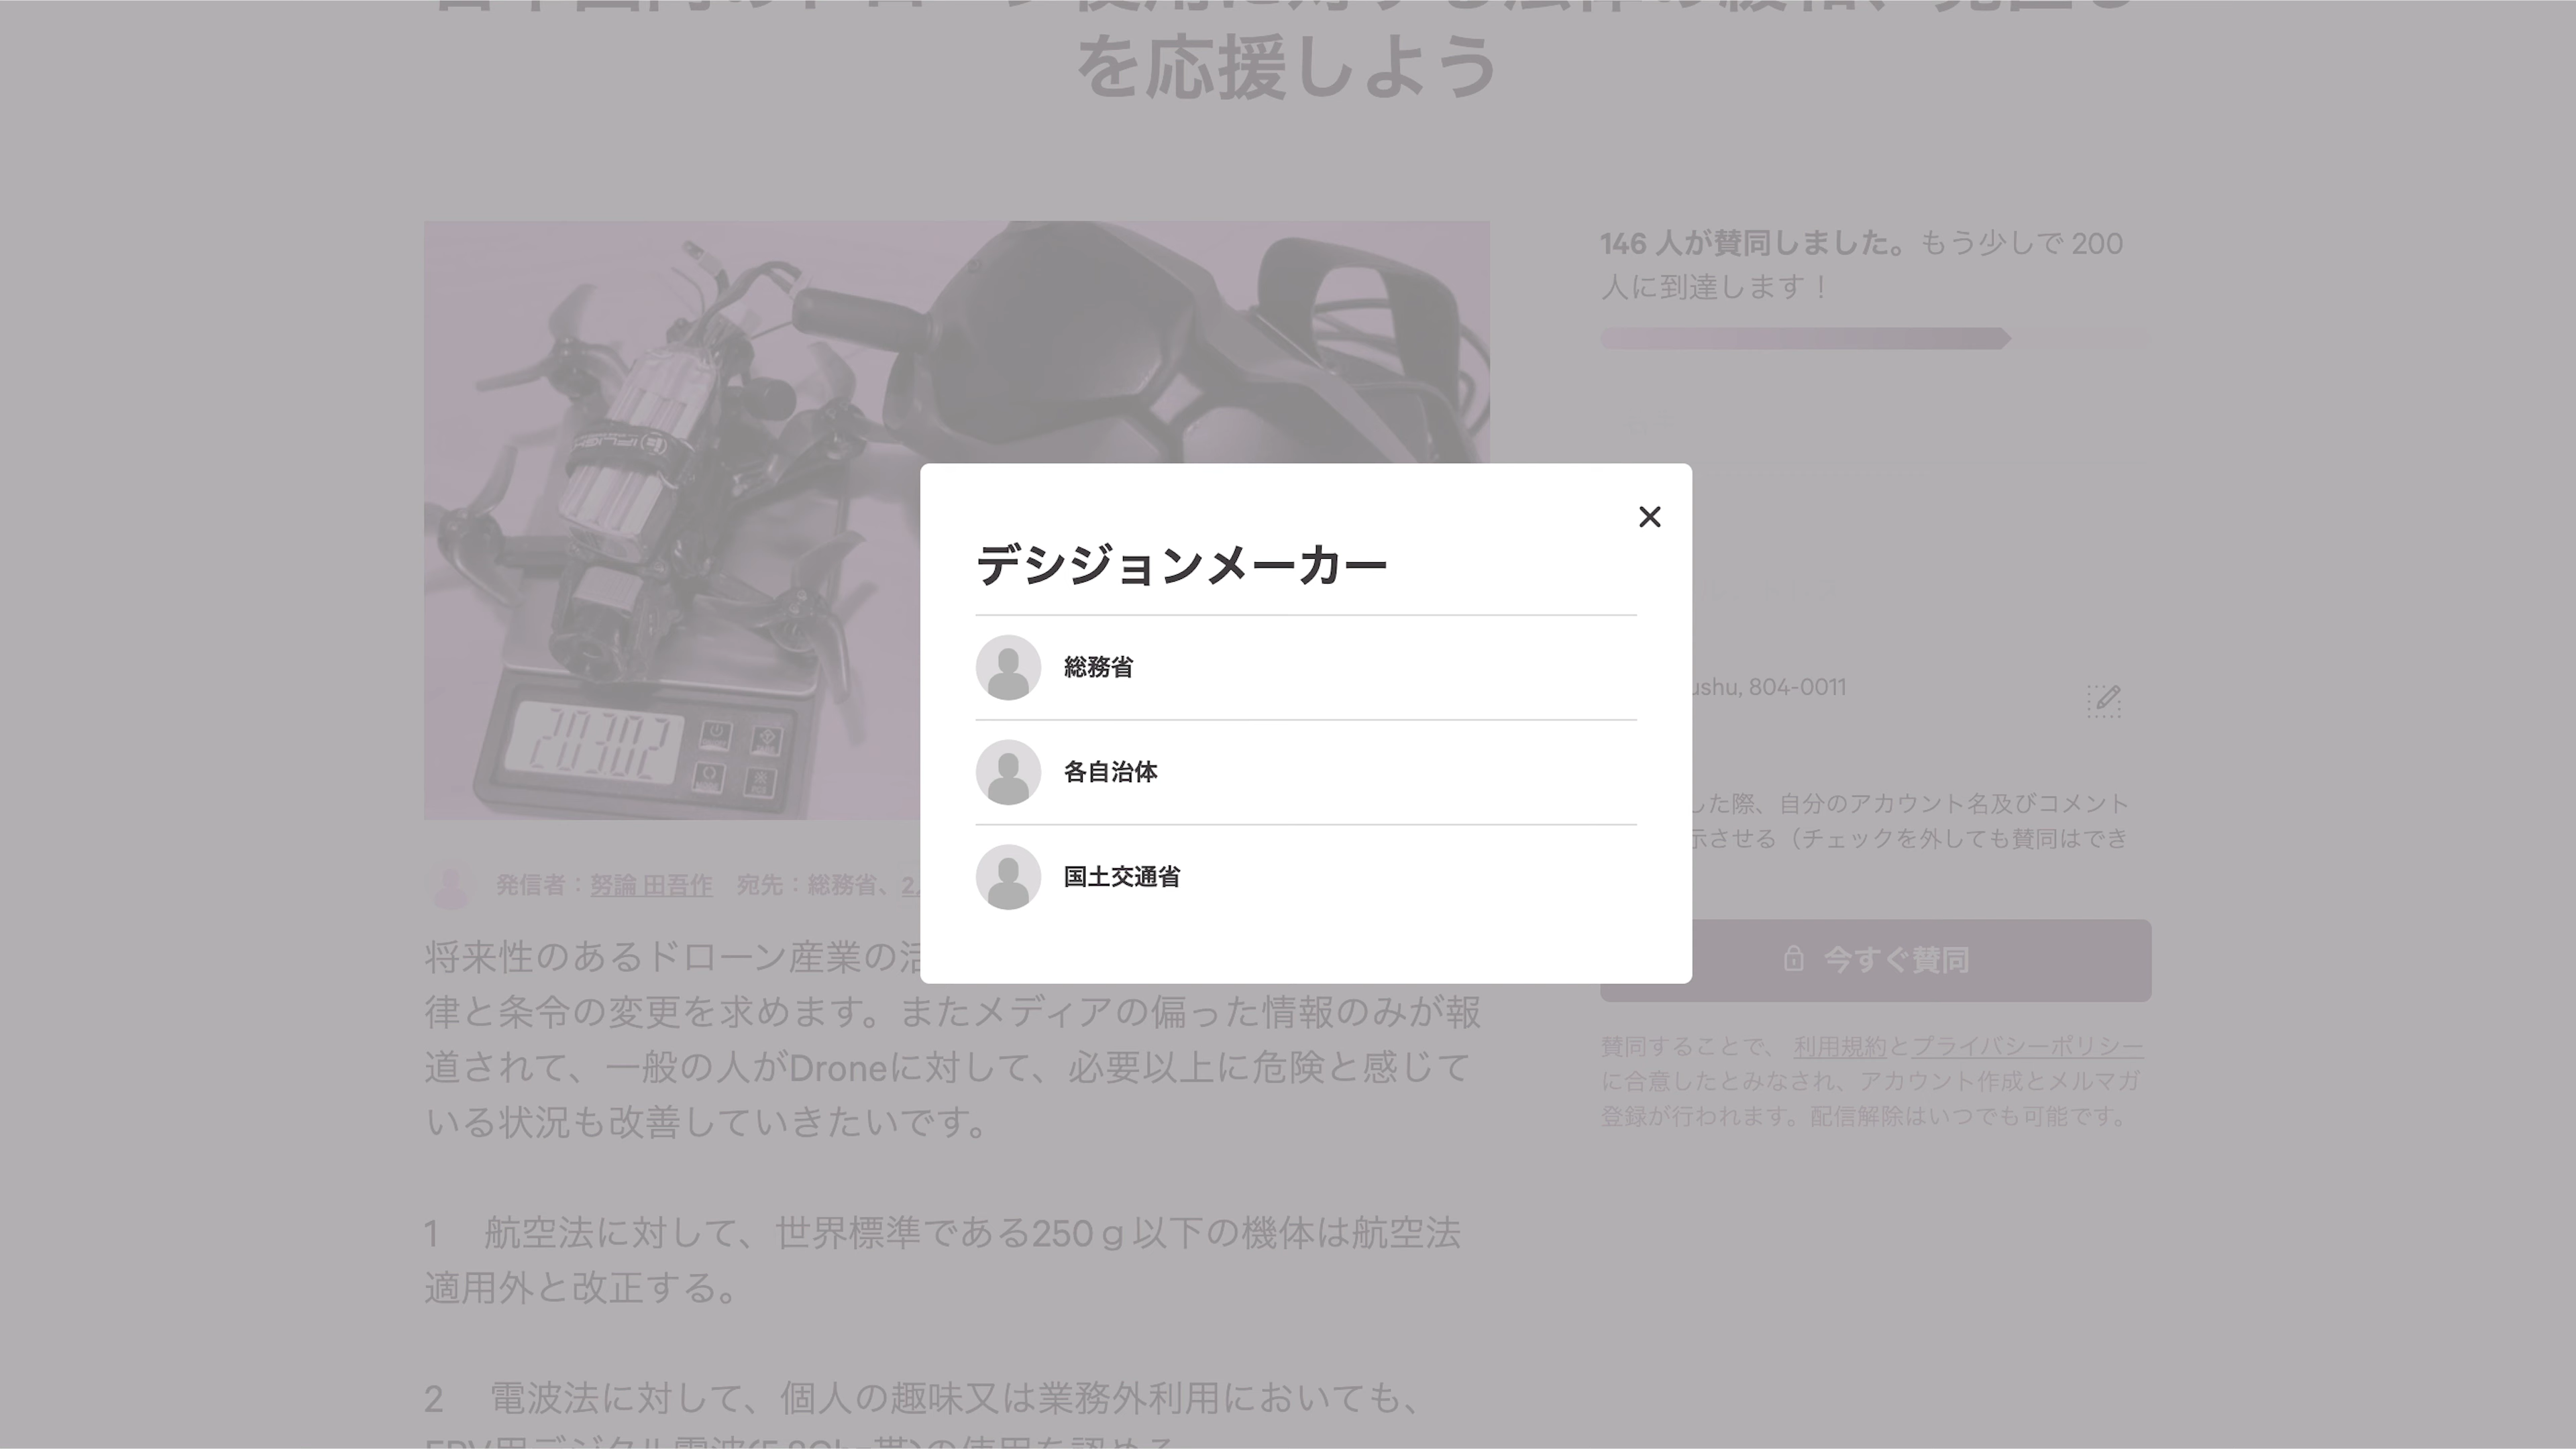 を応援しよう
146 人が賛同しました。もう少しで 200
人に到達します！
デシジョンメーカー
総務省
各自治体
国土交通省
ushu, 804-0011
した際、自分のアカウント名及びコメント
示させる（チェックを外しても賛同はでき
今すぐ賛同
賛同することで、 利用規約とプライバシーポリシー
に合意したとみなされ、アカウント作成とメルマガ
登録が行われます。配信解除はいつでも可能です。
発信者：努論 田吾作　宛先：総務省、2
将来性のあるドローン産業の活
律と条令の変更を求めます。またメディアの偏った情報のみが報
道されて、一般の人がDroneに対して、必要以上に危険と感じて
いる状況も改善していきたいです。
1　航空法に対して、世界標準である250ｇ以下の機体は航空法
適用外と改正する。
2　電波法に対して、個人の趣味又は業務外利用においても、